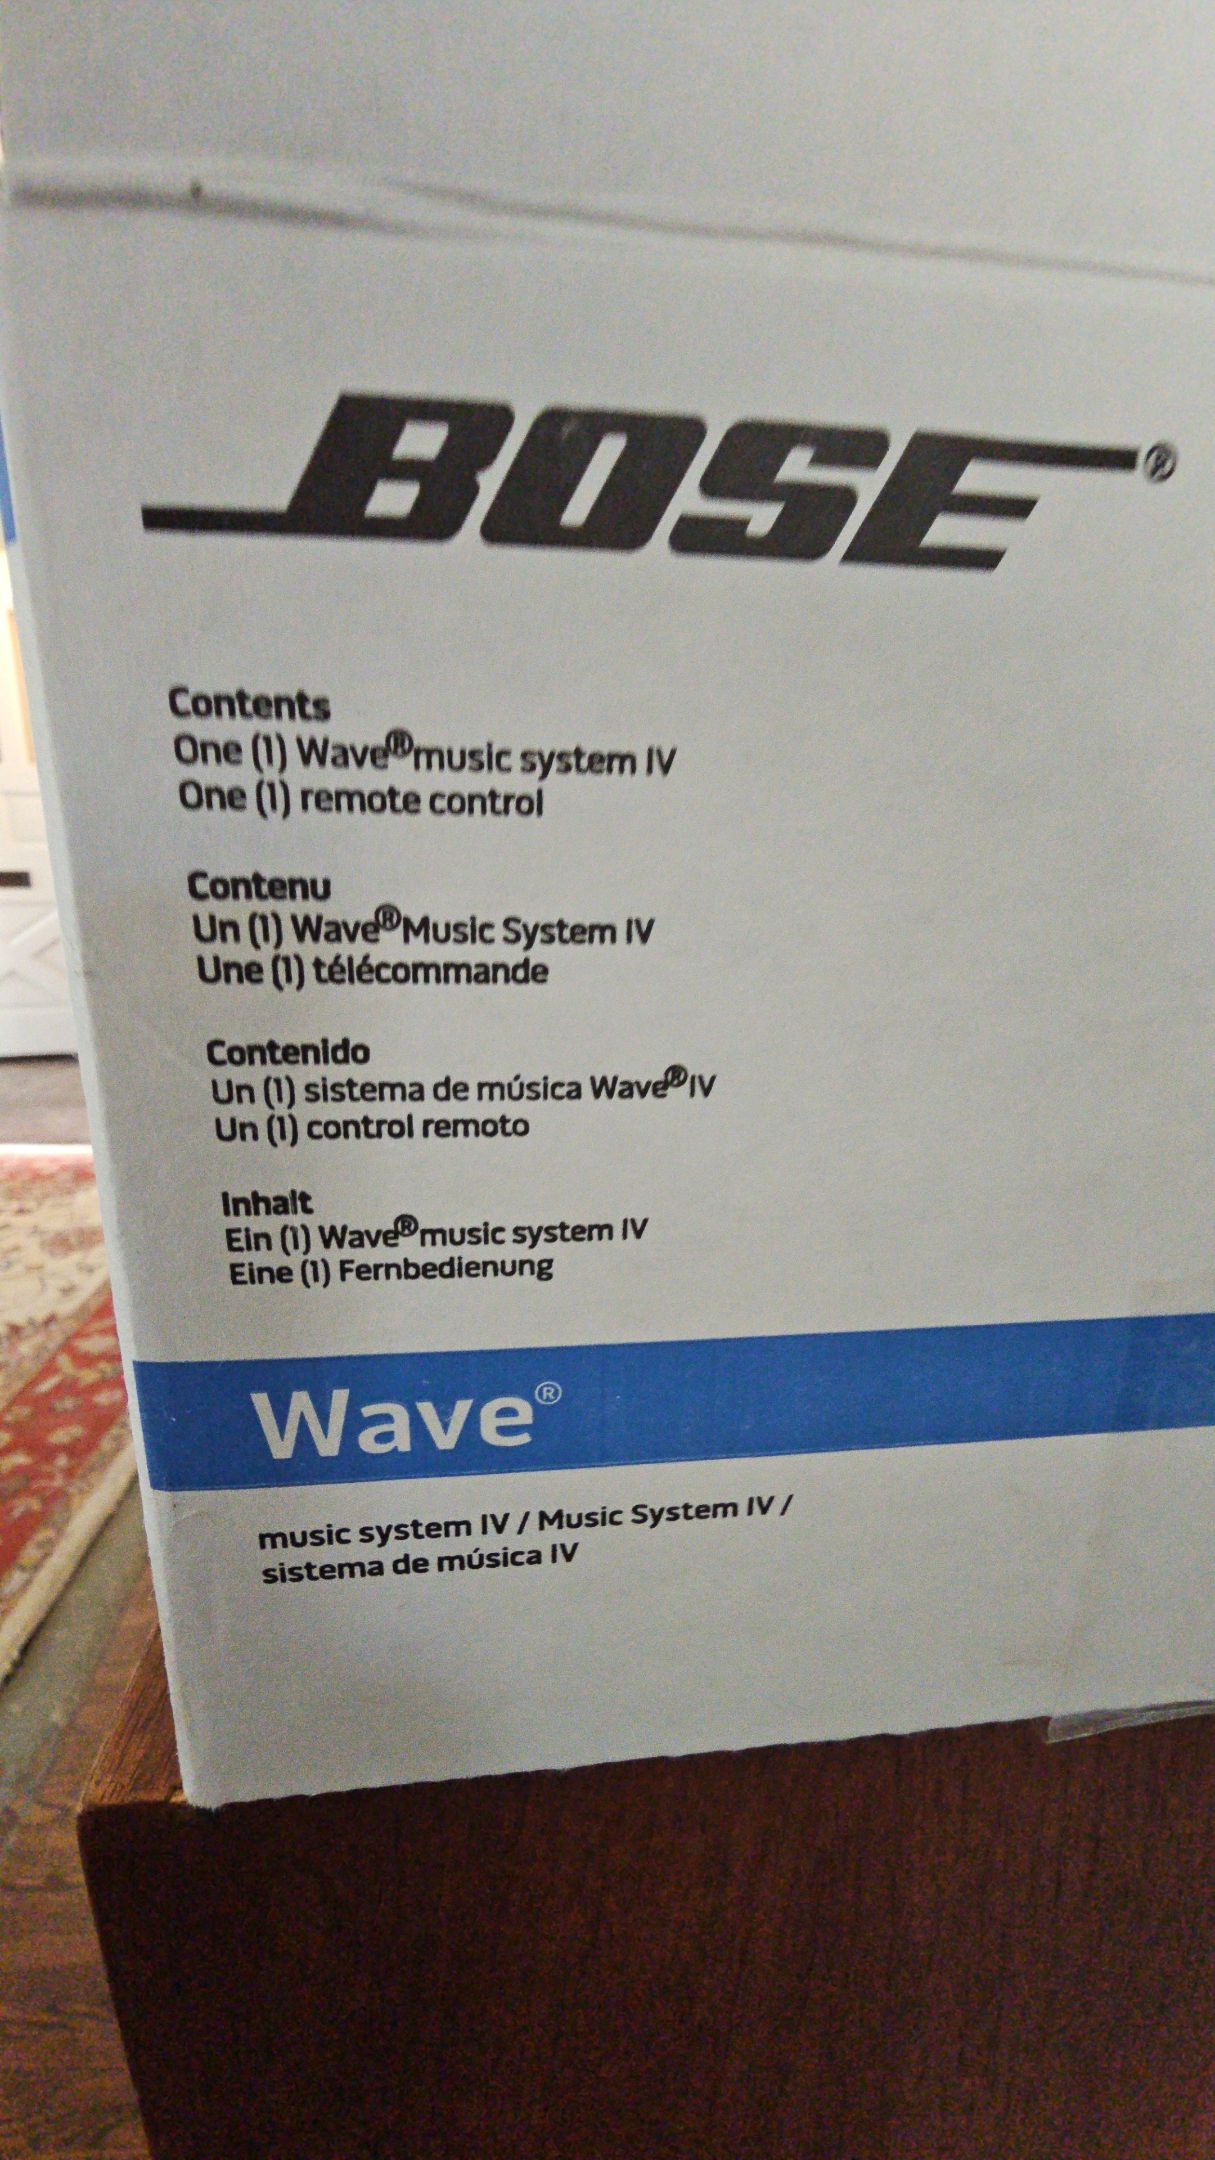 BOSE®
Contents
One (1) Wave® music system IV
One (1) remote control
Contenu
Un (1) Wave® Music System IV
Une (1) télécommande
Contenido
Un (1) sistema de música Wave® IV
Un (1) control remoto
Inhalt
Ein (1) Wave® music system IV
Eine (1) Fernbedienung
Wave®
music system IV / Music System IV /
sistema de música IV